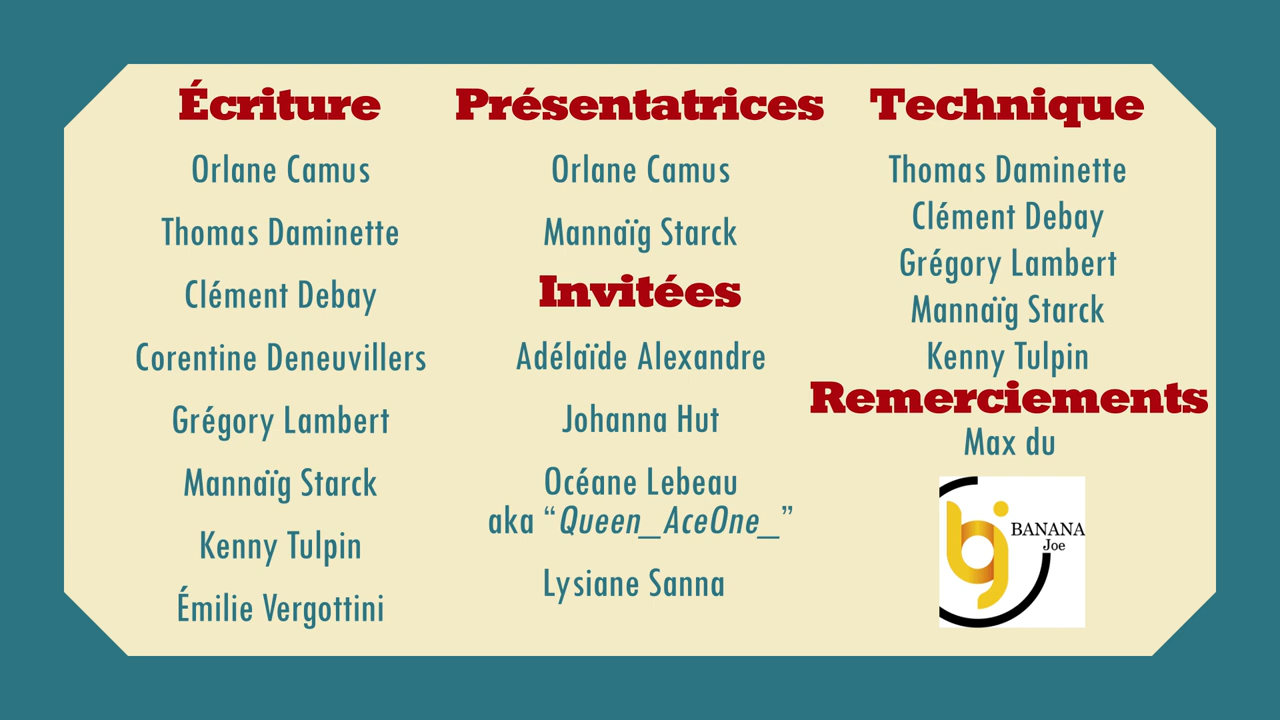 Écriture
Orlane Camus
Thomas Daminette
Clément Debay
Corentine Deneuvillers
Grégory Lambert
Mannaïg Starck
Kenny Tulpin
Émilie Vergottini
Présentatrices
Orlane Camus
Mannaïg Starck
Invitées
Adélaïde Alexandre
Johanna Hut
Océane Lebeau
aka “Queen_AceOne_”
Lysiane Sanna
Technique
Thomas Daminette
Clément Debay
Grégory Lambert
Mannaïg Starck
Kenny Tulpin
Remerciements
Max du
bj
BANANA
Joe